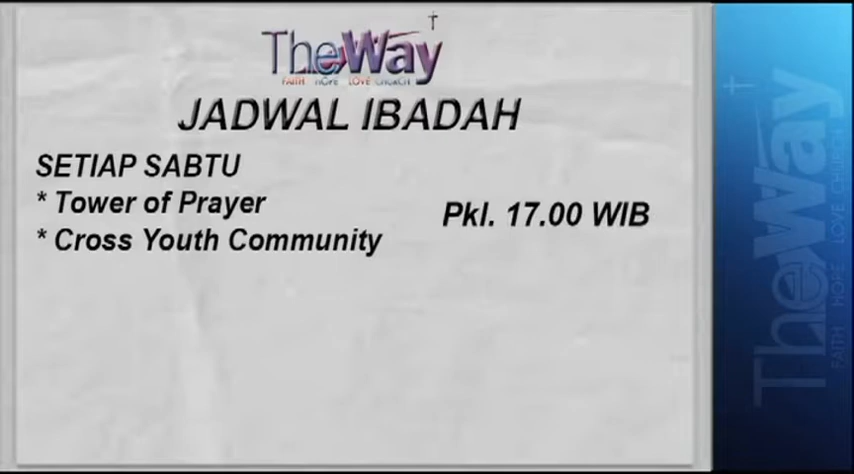 TheWay
FAITH HOPE LOVE CHURCH
JADWAL IBADAH
SETIAP SABTU
* Tower of Prayer
* Cross Youth Community
Pkl. 17.00 WIB
TheWay
FAITH HOPE LOVE CHURCH